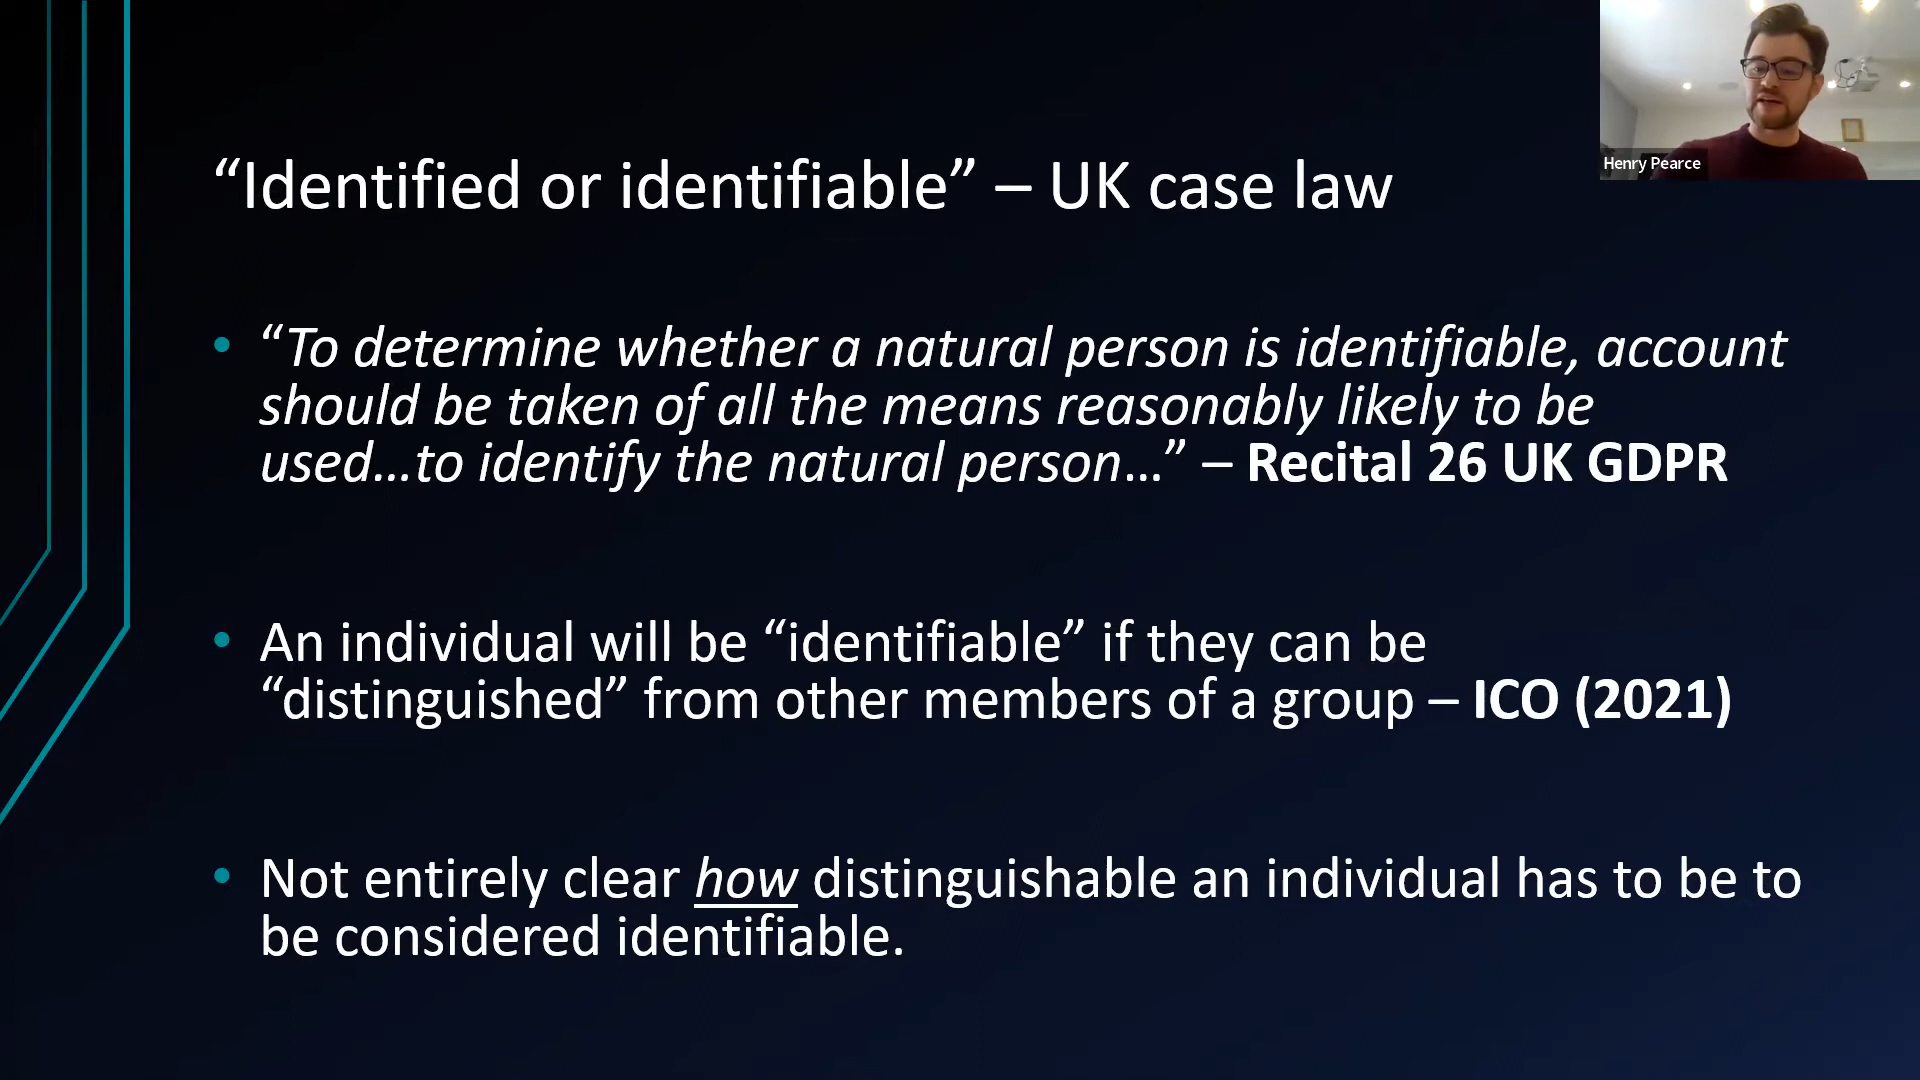 Henry Pearce
“Identified or identifiable” – UK case law
• “To determine whether a natural person is identifiable, account
should be taken of all the means reasonably likely to be
used…to identify the natural person…” – Recital 26 UK GDPR
• An individual will be “identifiable” if they can be
“distinguished” from other members of a group – ICO (2021)
• Not entirely clear how distinguishable an individual has to be to
be considered identifiable.